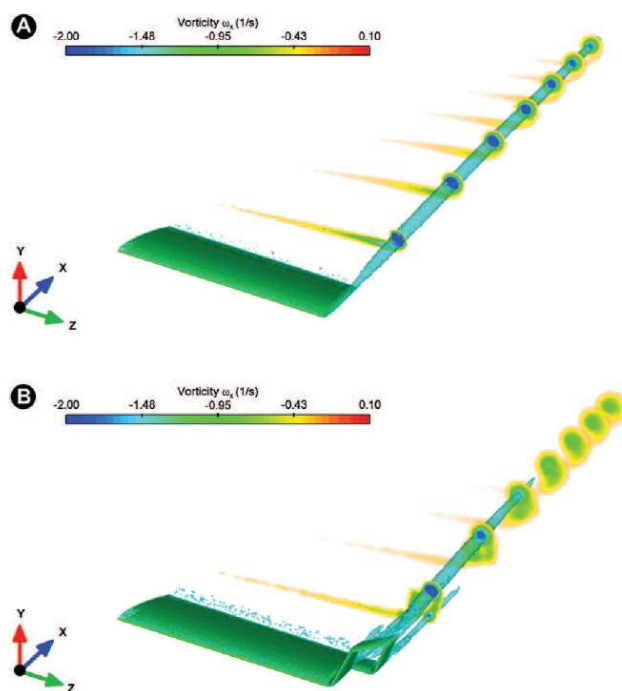 A
Vorticity ωₓ (1/s)
-2.00 -1.48 -0.95 -0.43 0.10
Y
X
Z
B
Vorticity ωₓ (1/s)
-2.00 -1.48 -0.95 -0.43 0.10
Y
X
Z